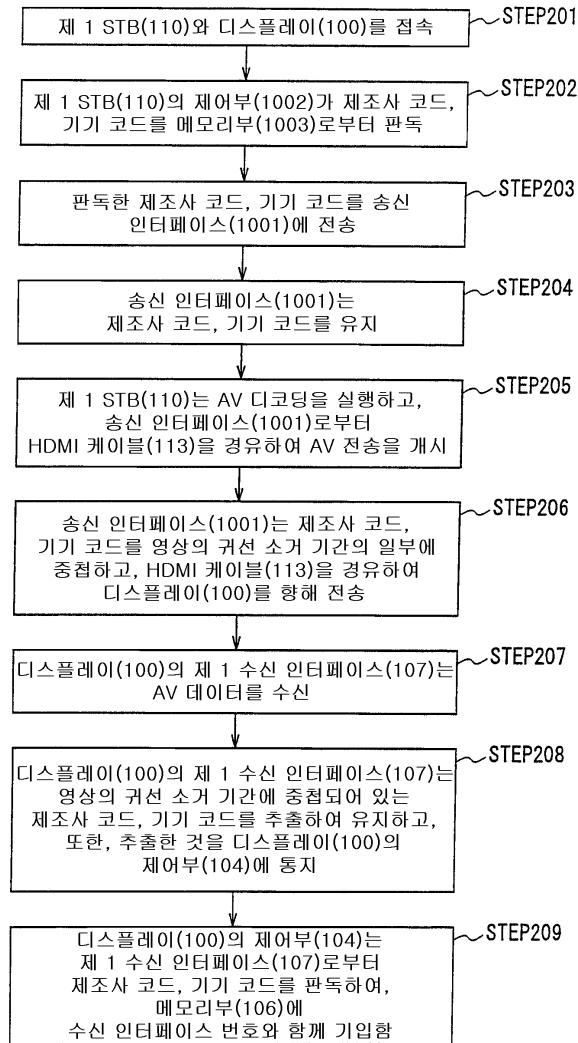 제 1 STB(110)와 디스플레이(100)를 접속
STEP201
제 1 STB(110)의 제어부(1002)가 제조사 코드,
기기 코드를 메모리부(1003)로부터 판독
STEP202
판독한 제조사 코드, 기기 코드를 송신
인터페이스(1001)에 전송
STEP203
송신 인터페이스(1001)는
제조사 코드, 기기 코드를 유지
STEP204
제 1 STB(110)는 AV 디코딩을 실행하고,
송신 인터페이스(1001)로부터
HDMI 케이블(113)을 경유하여 AV 전송을 개시
STEP205
송신 인터페이스(1001)는 제조사 코드,
기기 코드를 영상의 귀선 소거 기간의 일부에
중첩하고, HDMI 케이블(113)을 경유하여
디스플레이(100)를 향해 전송
STEP206
디스플레이(100)의 제 1 수신 인터페이스(107)는
AV 데이터를 수신
STEP207
디스플레이(100)의 제 1 수신 인터페이스(107)는
영상의 귀선 소거 기간에 중첩되어 있는
제조사 코드, 기기 코드를 추출하여 유지하고,
또한, 추출한 것을 디스플레이(100)의
제어부(104)에 통지
STEP208
디스플레이(100)의 제어부(104)는
제 1 수신 인터페이스(107)로부터
제조사 코드, 기기 코드를 판독하여,
메모리부(106)에
수신 인터페이스 번호와 함께 기입함
STEP209